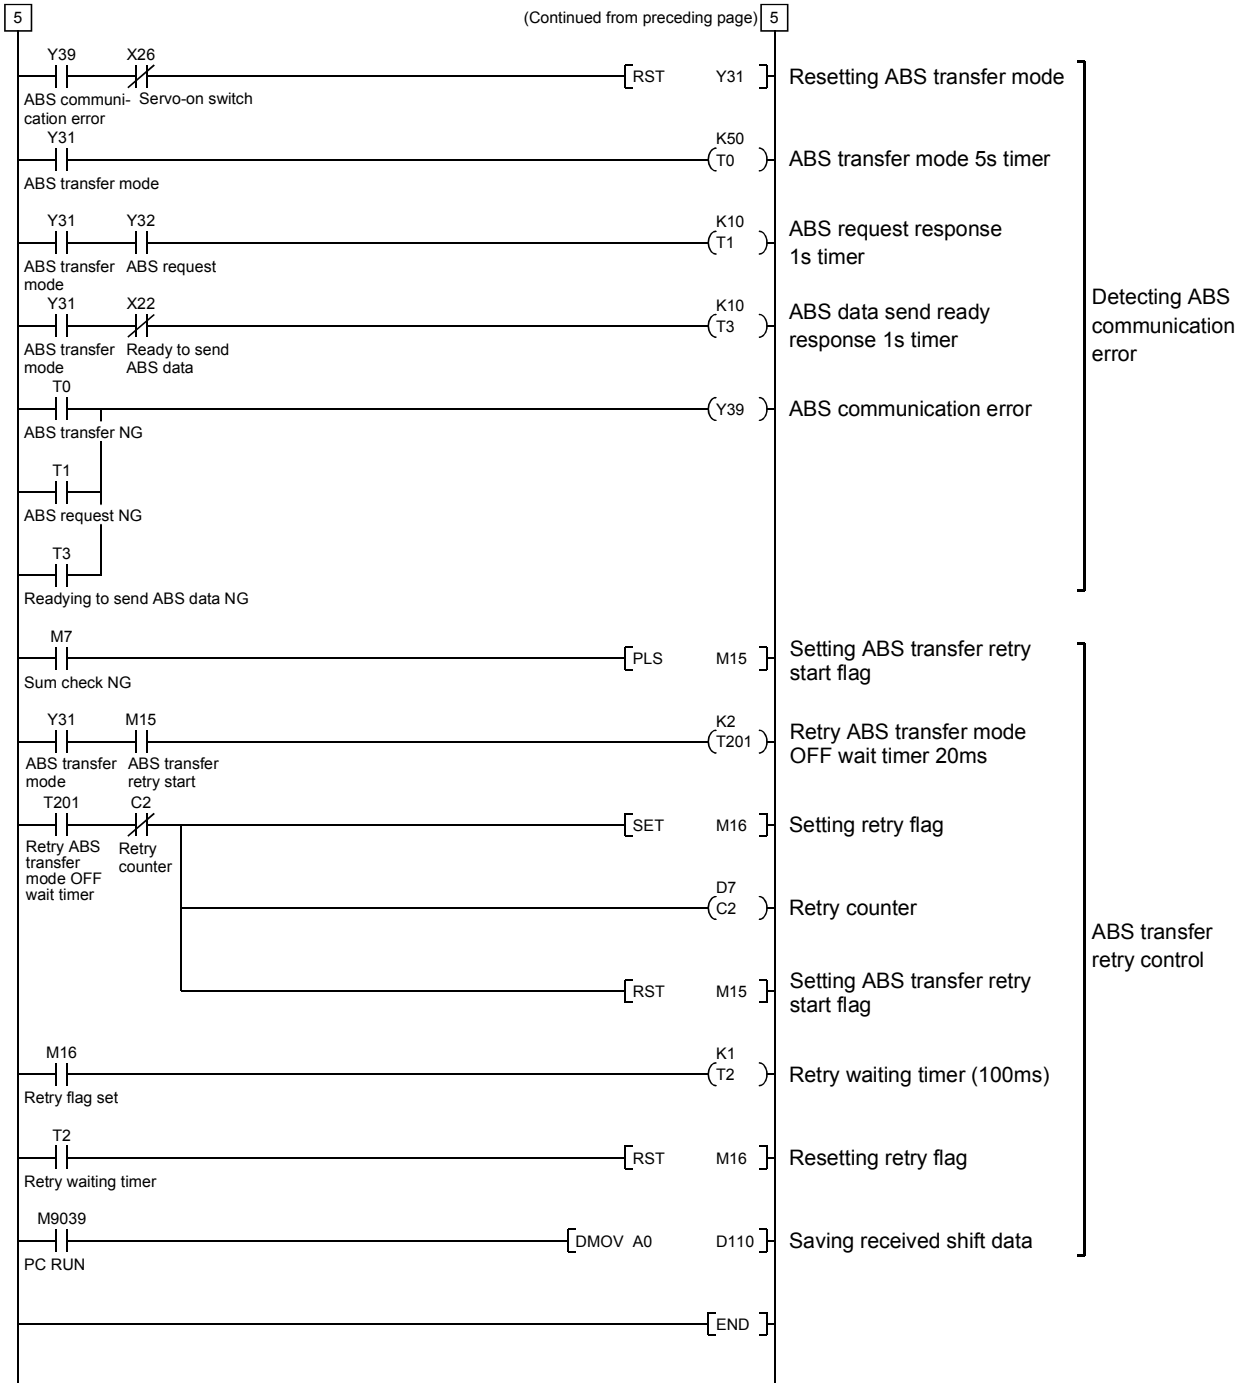 5
(Continued from preceding page)
5
Y39 X26
RST Y31
Resetting ABS transfer mode
ABS communi-
cation error
Servo-on switch
Y31
K50
T0
ABS transfer mode 5s timer
ABS transfer mode
Y31 Y32
K10
T1
ABS request response
1s timer
ABS transfer
mode
ABS request
Y31 X22
K10
T3
ABS data send ready
response 1s timer
ABS transfer
mode
Ready to send
ABS data
Detecting ABS
communication
error
T0
Y39
ABS communication error
ABS transfer NG
T1
ABS request NG
T3
Readying to send ABS data NG
M7
PLS M15
Setting ABS transfer retry
start flag
Sum check NG
Y31 M15
K2
T201
Retry ABS transfer mode
OFF wait timer 20ms
ABS transfer
mode
ABS transfer
retry start
T201 C2
SET M16
Setting retry flag
Retry ABS
transfer
mode OFF
wait timer
Retry
counter
D7
C2
Retry counter
ABS transfer
retry control
RST M15
Setting ABS transfer retry
start flag
M16
K1
T2
Retry waiting timer (100ms)
Retry flag set
T2
RST M16
Resetting retry flag
Retry waiting timer
M9039
DMOV A0 D110
Saving received shift data
PC RUN
END